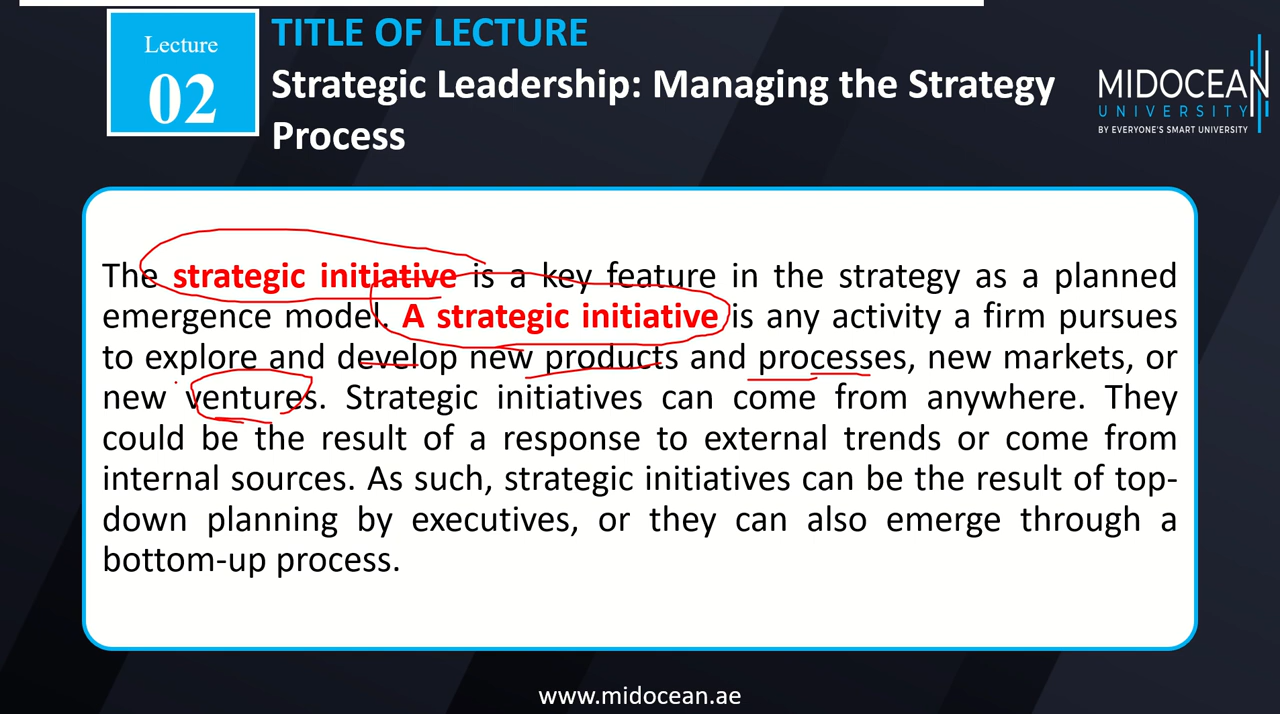 Lecture
02
TITLE OF LECTURE
Strategic Leadership: Managing the Strategy
Process
MIDOCEAN
UNIVERSITY
BY EVERYONE'S SMART UNIVERSITY
The strategic initiative is a key feature in the strategy as a planned
emergence model. A strategic initiative is any activity a firm pursues
to explore and develop new products and processes, new markets, or
new ventures. Strategic initiatives can come from anywhere. They
could be the result of a response to external trends or come from
internal sources. As such, strategic initiatives can be the result of top-
down planning by executives, or they can also emerge through a
bottom-up process.
www.midocean.ae